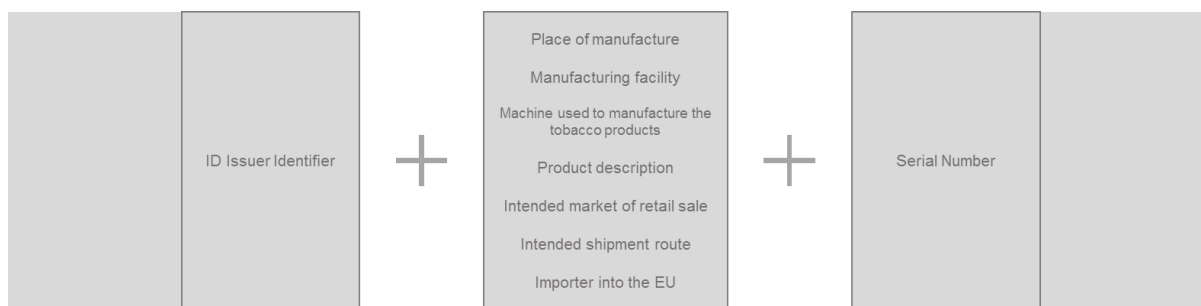 ID Issuer Identifier
Place of manufacture
Manufacturing facility
Machine used to manufacture the
tobacco products
Product description
Intended market of retail sale
Intended shipment route
Importer into the EU
Serial Number